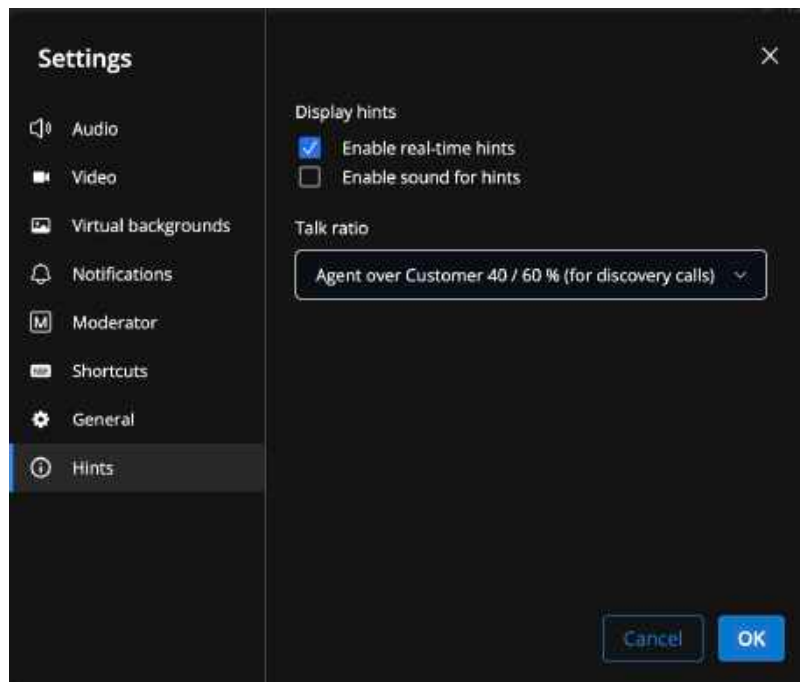 Settings
Audio
Video
Virtual backgrounds
Notifications
M Moderator
Shortcuts
General
Hints
Display hints
Enable real-time hints
Enable sound for hints
Talk ratio
Agent over Customer 40 / 60 % (for discovery calls)
Cancel
OK